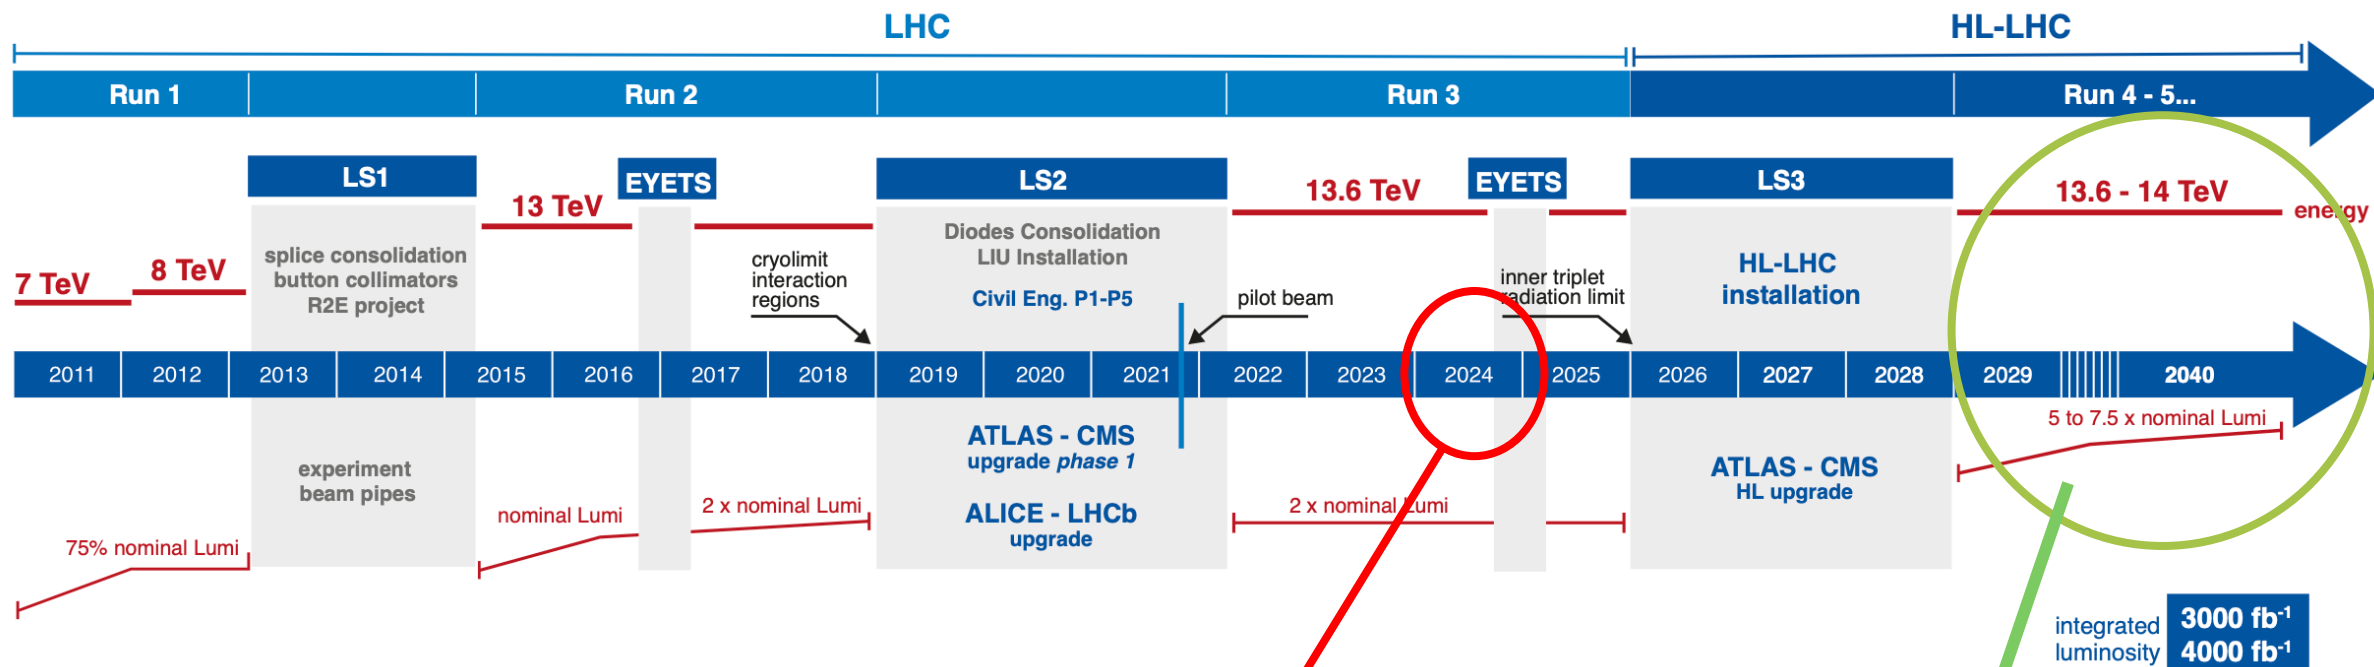 LHC
HL-LHC
Run 1
Run 2
Run 3
Run 4 - 5...
LS1
EYETS
LS2
EYETS
LS3
13 TeV
13.6 TeV
13.6 - 14 TeV
energy
7 TeV
8 TeV
splice consolidation
button collimators
R2E project
cryolimit
interaction
regions
Diodes Consolidation
LIU Installation
Civil Eng. P1-P5
pilot beam
inner triplet
radiation limit
HL-LHC
installation
2011
2012
2013
2014
2015
2016
2017
2018
2019
2020
2021
2022
2023
2024
2025
2026
2027
2028
2029
2040
5 to 7.5 x nominal Lumi
experiment
beam pipes
ATLAS - CMS
upgrade phase 1
ALICE - LHCb
upgrade
ATLAS - CMS
HL upgrade
75% nominal Lumi
nominal Lumi
2 x nominal Lumi
2 x nominal Lumi
integrated
luminosity
3000 fb⁻¹
4000 fb⁻¹